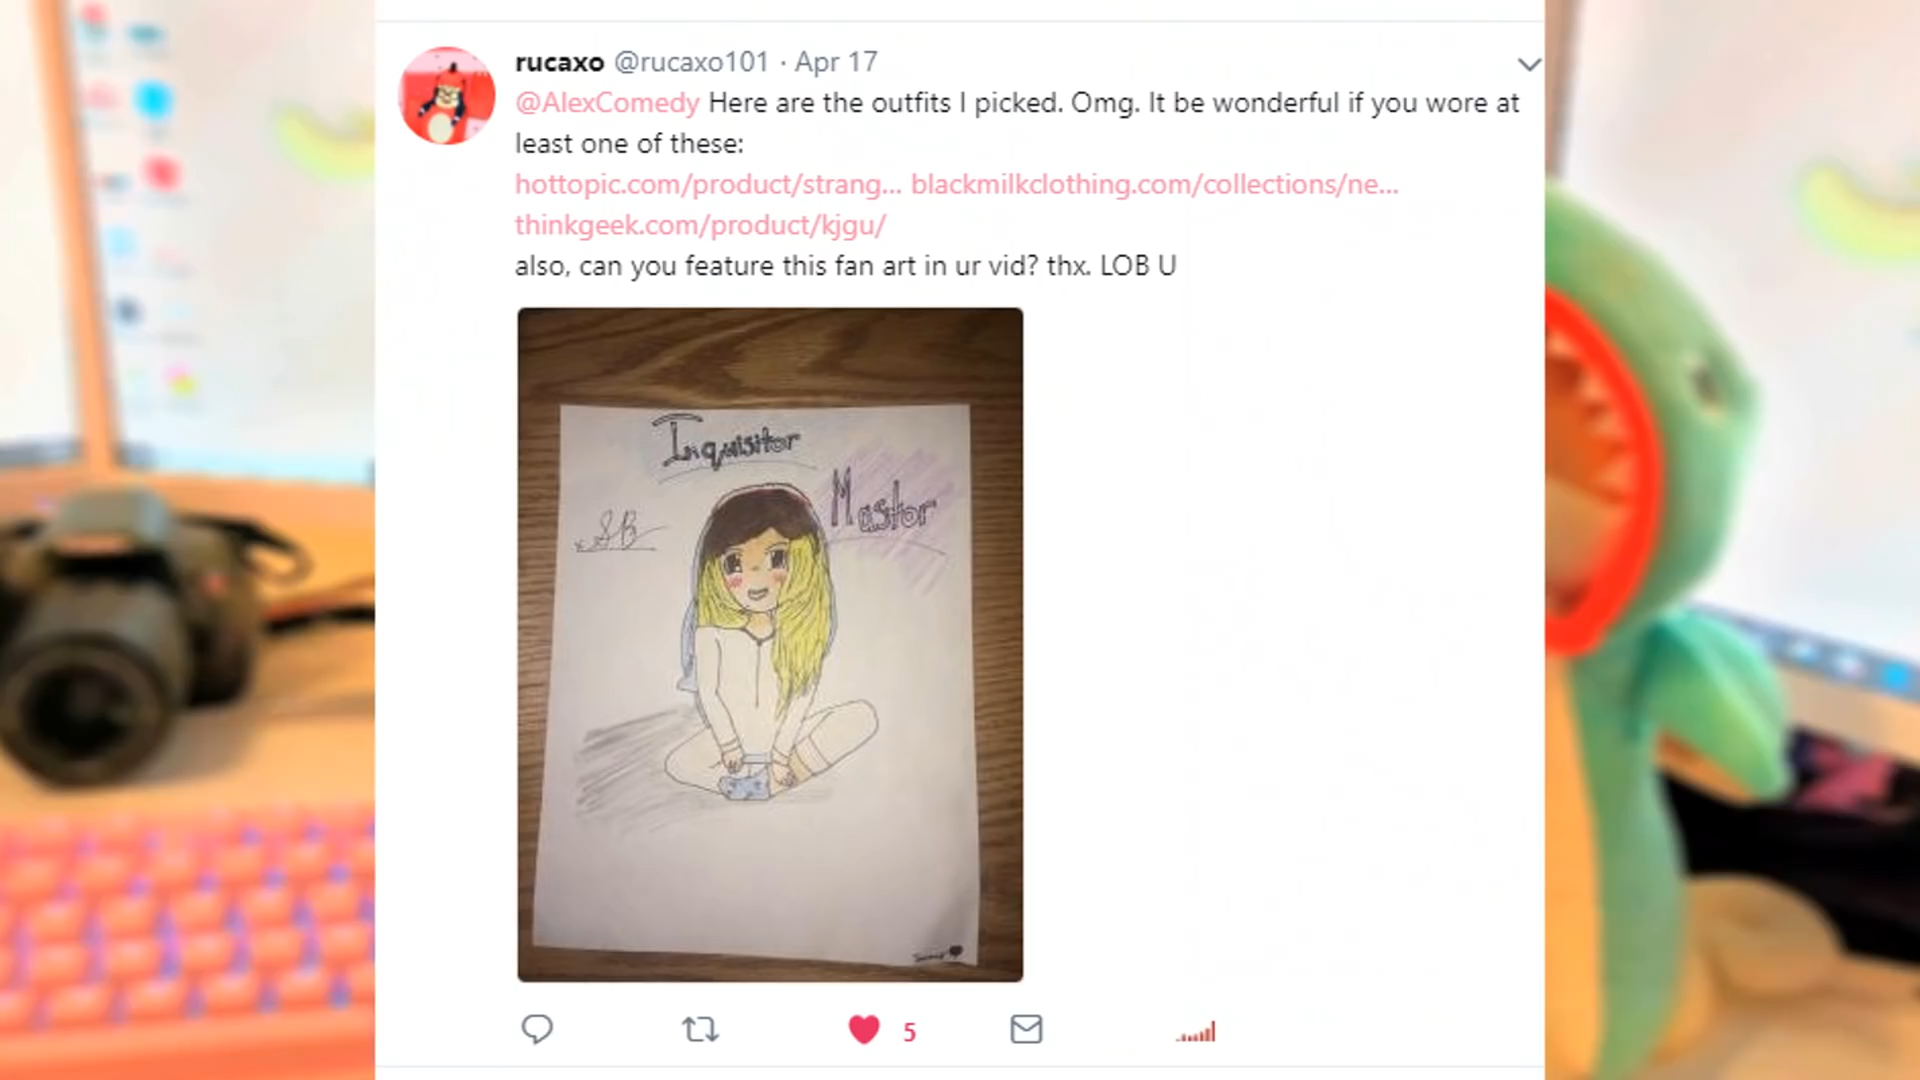 rucaxo @rucaxo101 · Apr 17
@AlexComedy Here are the outfits I picked. Omg. It be wonderful if you wore at
least one of these:
hottopic.com/product/strang... blackmilkclothing.com/collections/ne...
thinkgeek.com/product/kjgu/
also, can you feature this fan art in ur vid? thx. LOB U
Inquisitor
Mastor
xSB
5